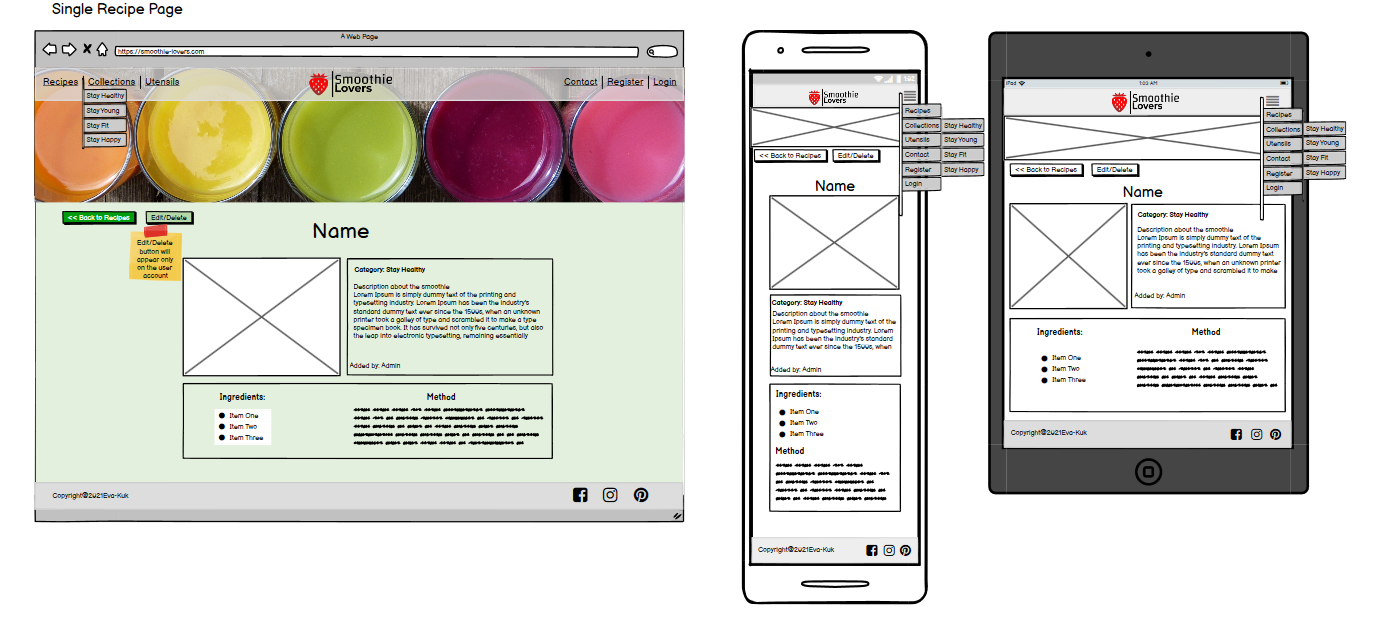 Single Recipe Page
A Web Page
https://smoothie-lovers.com
Recipes
Collections
Utensils
Smoothie
Lovers
Contact
Register
Login
Stay Healthy
Stay Young
Stay Fit
Stay Happy
<< Back to Recipes
Edit/Delete
Edit/Delete
button will
appear only
on the user
account
Name
Category: Stay Healthy
Description about the smoothie
Lorem Ipsum is simply dummy text of the printing and
typesetting industry. Lorem Ipsum has been the industry's
standard dummy text ever since the 1500s, when an unknown
printer took a galley of type and scrambled it to make a type
specimen book. It has survived not only five centuries, but also
the leap into electronic typesetting, remaining essentially
Added by: Admin
Ingredients:
Item One
Item Two
Item Three
Method
Copyright@2021Eva-Kuk
Smoothie
Lovers
Recipes
Collections
Stay Healthy
Utensils
Stay Young
Contact
Stay Fit
Register
Stay Happy
Login
<< Back to Recipes
Edit/Delete
Name
Category: Stay Healthy
Description about the smoothie
Lorem Ipsum is simply dummy
text of the printing and
typesetting industry. Lorem
Ipsum has been the industry's standard
dummy text ever since the 1500s, when
Added by: Admin
Ingredients:
Item One
Item Two
Item Three
Method
Copyright@2021Eva-Kuk
iPad
1:03 AM
Smoothie
Lovers
Recipes
Collections
Stay Healthy
Utensils
Stay Young
Contact
Stay Fit
Register
Stay Happy
Login
<< Back to Recipes
Edit/Delete
Name
Category: Stay Healthy
Description about the smoothie
Lorem Ipsum is simply dummy text of the
printing and typesetting industry. Lorem Ipsum
has been the industry's standard dummy text
ever since the 1500s, when an unknown printer
took a galley of type and scrambled it to make
Added by: Admin
Ingredients:
Item One
Item Two
Item Three
Method
Copyright@2021Eva-Kuk